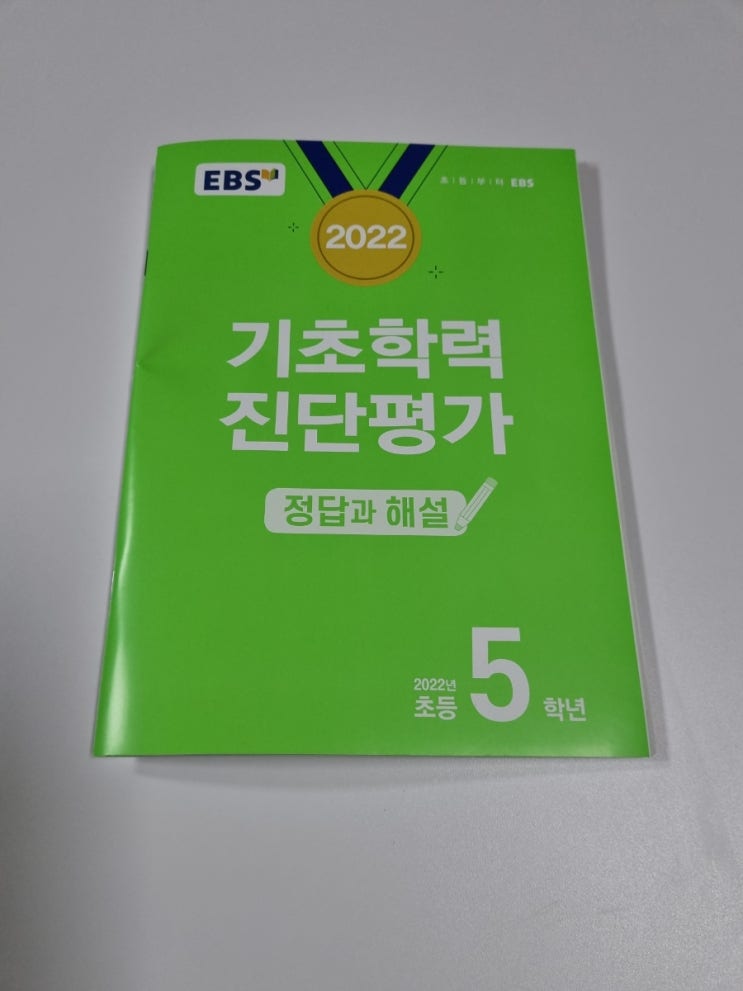 EBS
초등부터 EBS
2022
기초학력
진단평가
정답과 해설
2022년
초등 5 학년